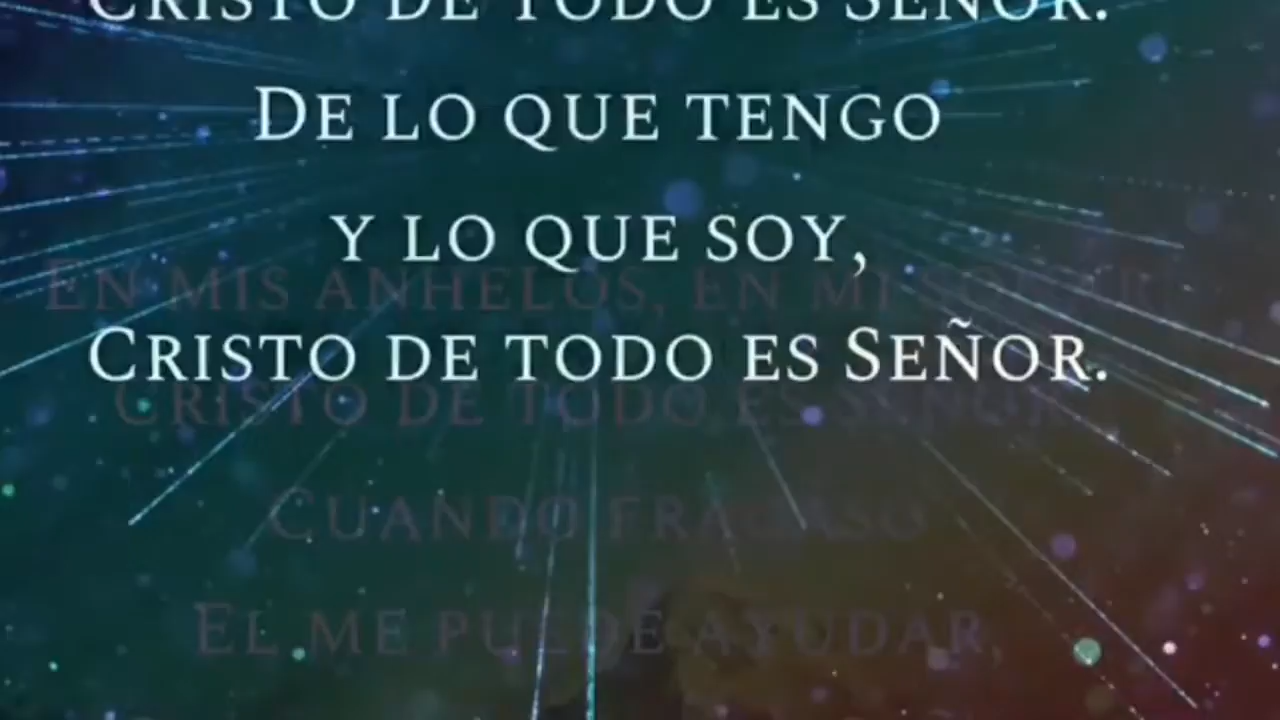 Cristo de todo es Señor.
De lo que tengo
y lo que soy,
En mis anhelos, en mi
Cristo de todo es Señor.
Cristo de todo es Señor
Cuando fracaso
El me puede ayudar,